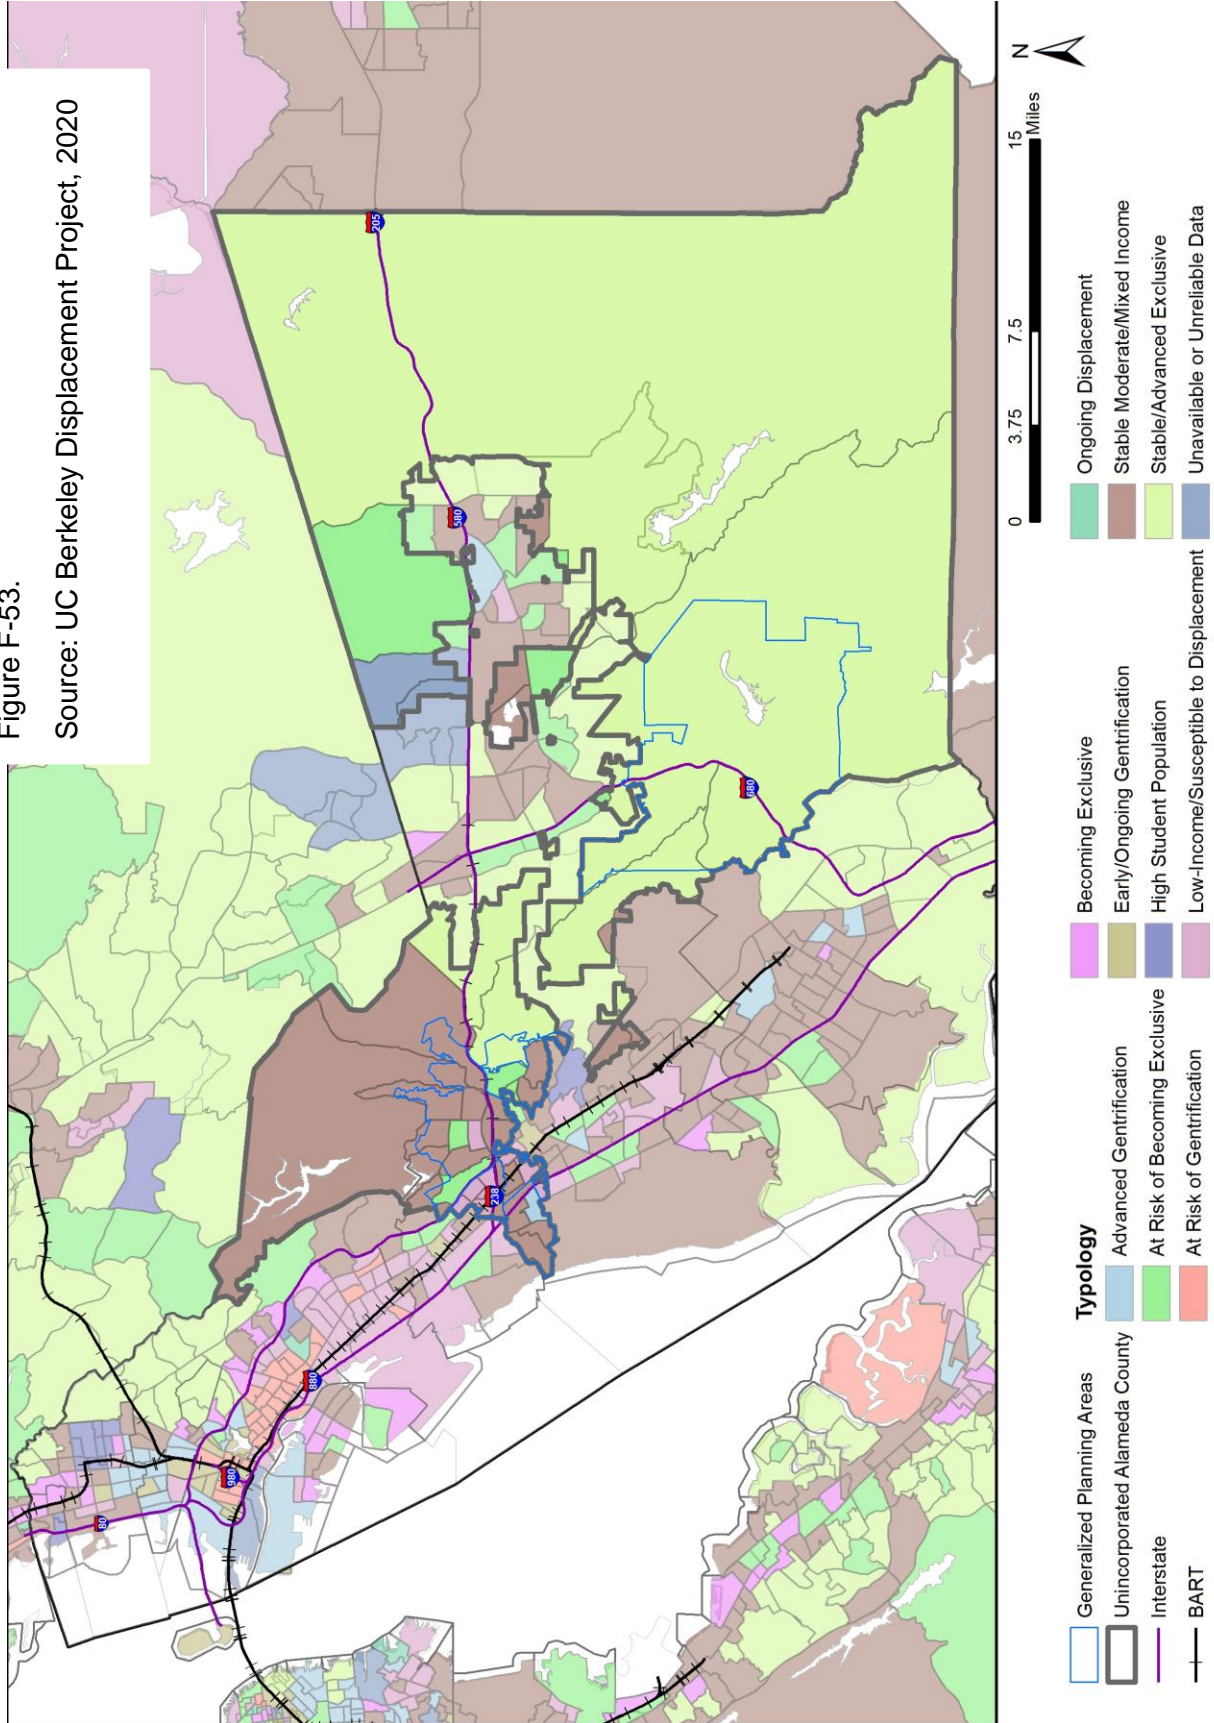 Figure F-53.
Source: UC Berkeley Displacement Project, 2020
80
980
880
238
580
205
680
N
0 3.75 7.5 15
Miles
Generalized Planning Areas
Unincorporated Alameda County
Interstate
BART
Typology
Advanced Gentrification
At Risk of Becoming Exclusive
At Risk of Gentrification
Becoming Exclusive
Early/Ongoing Gentrification
High Student Population
Low-Income/Susceptible to Displacement
Ongoing Displacement
Stable Moderate/Mixed Income
Stable/Advanced Exclusive
Unavailable or Unreliable Data